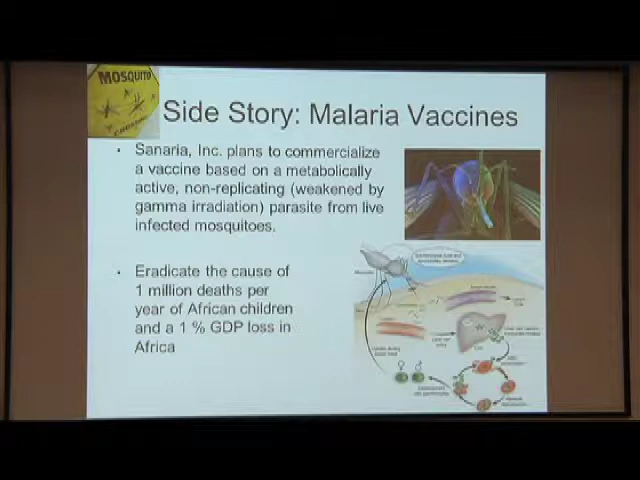 MOSQUITO
CROSSING
Side Story: Malaria Vaccines
• Sanaria, Inc. plans to commercialize
a vaccine based on a metabolically
active, non-replicating (weakened by
gamma irradiation) parasite from live
infected mosquitoes.
• Eradicate the cause of
1 million deaths per
year of African children
and a 1 % GDP loss in
Africa